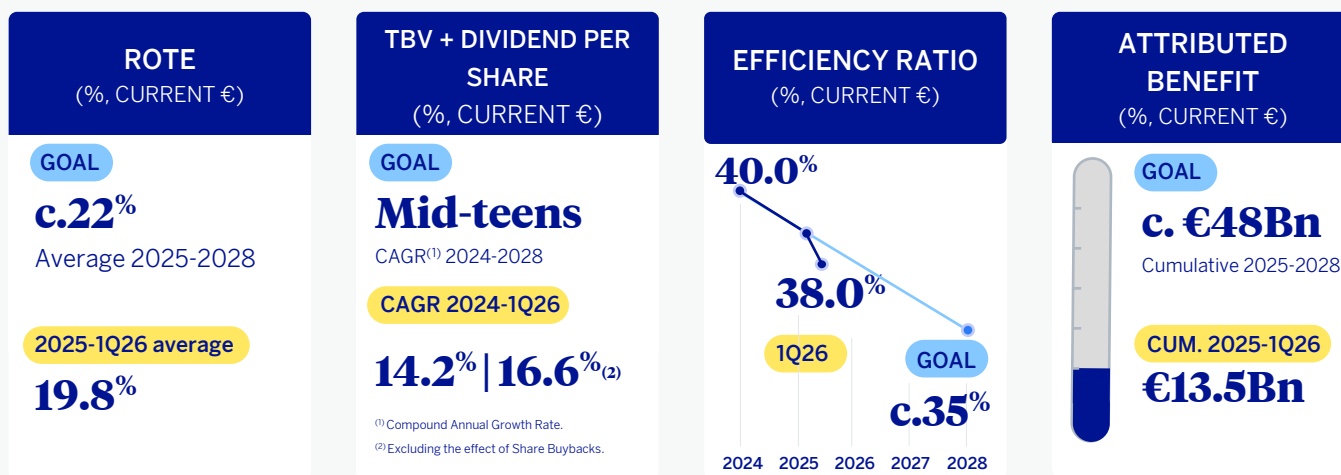 ROTE
(%, CURRENT €)
GOAL
c.22%
Average 2025-2028
2025-1Q26 average
19.8%
TBV + DIVIDEND PER
SHARE
(%, CURRENT €)
GOAL
Mid-teens
CAGR(1) 2024-2028
CAGR 2024-1Q26
14.2% | 16.6%(2)
(1) Compound Annual Growth Rate.
(2) Excluding the effect of Share Buybacks.
EFFICIENCY RATIO
(%, CURRENT €)
40.0%
38.0%
1Q26
GOAL
c.35%
2024 2025 2026 2027 2028
ATTRIBUTED
BENEFIT
(%, CURRENT €)
GOAL
c. €48Bn
Cumulative 2025-2028
CUM. 2025-1Q26
€13.5Bn